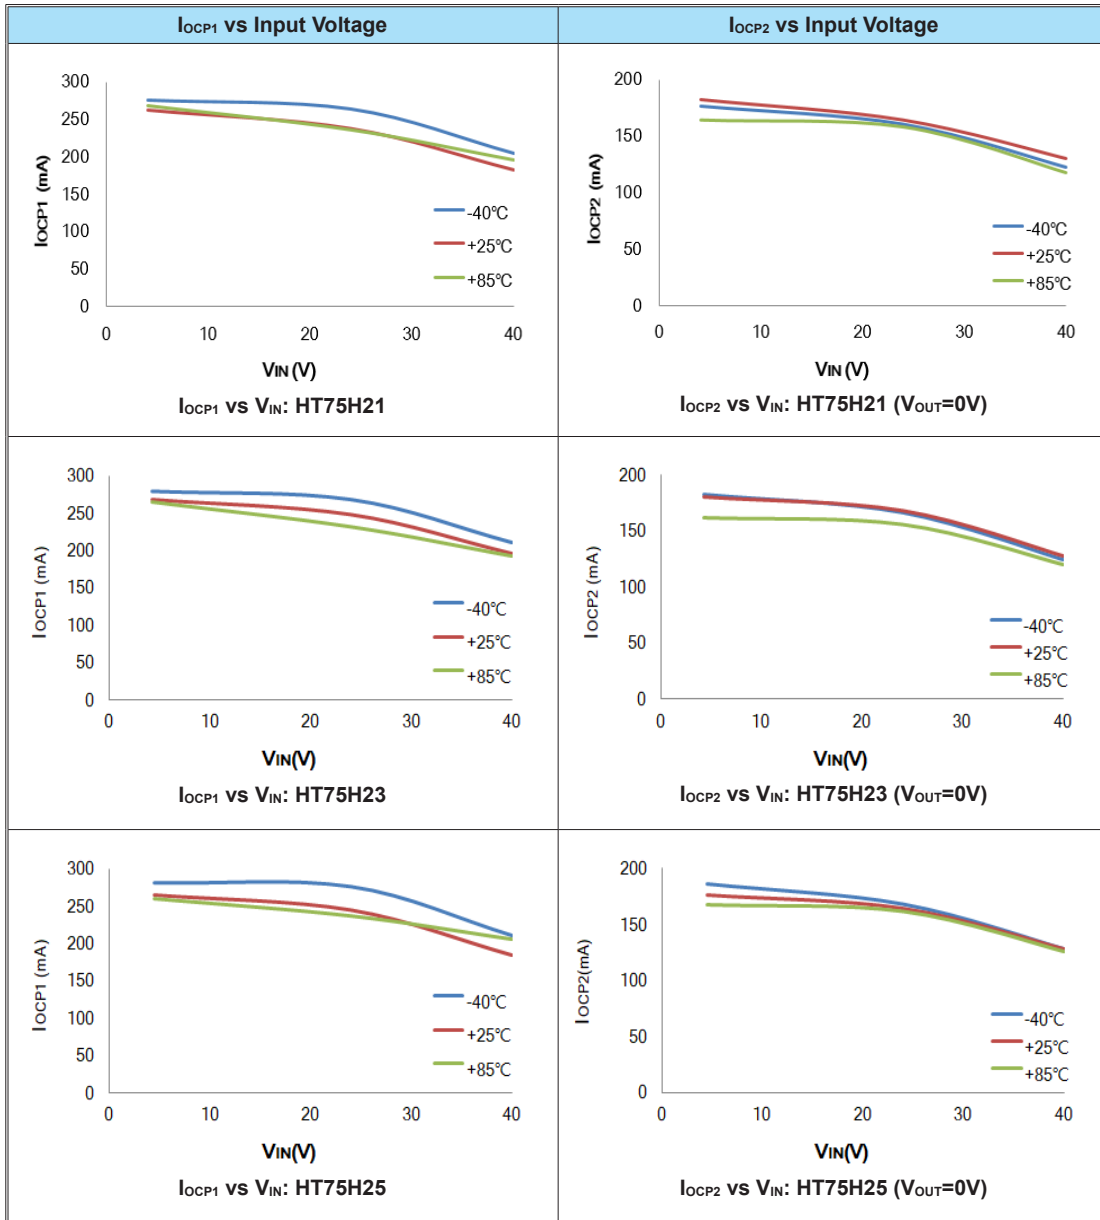 IOCP1 vs Input Voltage
IOCP2 vs Input Voltage
300
250
200
150
100
50
0
0 10 20 30 40
IOCP1 (mA)
VIN (V)
-40℃
+25℃
+85℃
IOCP1 vs VIN: HT75H21
200
150
100
50
0
0 10 20 30 40
IOCP2 (mA)
VIN (V)
-40℃
+25℃
+85℃
IOCP2 vs VIN: HT75H21 (VOUT=0V)
300
250
200
150
100
50
0
0 10 20 30 40
IOCP1 (mA)
VIN(V)
-40℃
+25℃
+85℃
IOCP1 vs VIN: HT75H23
200
150
100
50
0
0 10 20 30 40
IOCP2 (mA)
VIN(V)
-40℃
+25℃
+85℃
IOCP2 vs VIN: HT75H23 (VOUT=0V)
300
250
200
150
100
50
0
0 10 20 30 40
IOCP1 (mA)
VIN(V)
-40℃
+25℃
+85℃
IOCP1 vs VIN: HT75H25
200
150
100
50
0
0 10 20 30 40
IOCP2(mA)
VIN(V)
-40℃
+25℃
+85℃
IOCP2 vs VIN: HT75H25 (VOUT=0V)